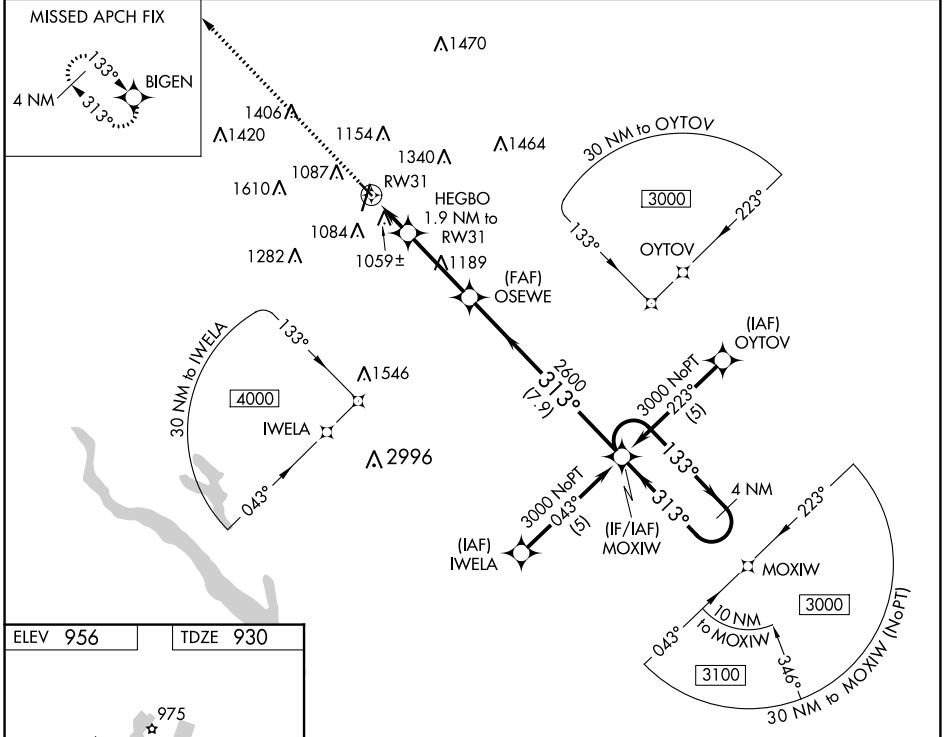 MISSED APCH FIX
133°
BIGEN
4 NM
313°
1470
1406
1420
1154
1340
1464
1087
RW31
1610
HEGBO
1.9 NM to
RW31
1084
1282
1059±
1189
(FAF)
OSEWE
30 NM to OYTOV
3000
133°
223°
OYTOV
30 NM to IWELA
133°
4000
1546
IWELA
043°
2996
2600
313°
(7.9)
(IAF)
OYTOV
3000 NoPT
223°
(5)
133°
4 NM
313°
3000 NoPT
043°
(5)
(IF/IAF)
MOXIW
(IAF)
IWELA
223°
MOXIW
3000
043°
10 NM
to MOXIW
346°
3100
30 NM to MOXIW (NoPT)
ELEV 956
TDZE 930
975